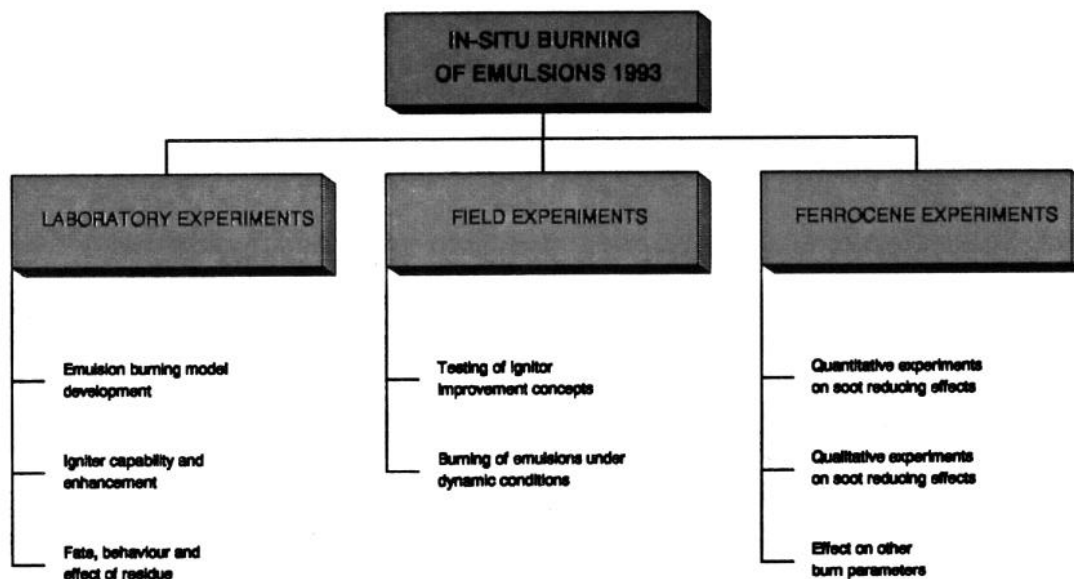 IN-SITU BURNING
OF EMULSIONS 1993
LABORATORY EXPERIMENTS
FIELD EXPERIMENTS
FERROCENE EXPERIMENTS
Emulsion burning model
development
Igniter capability and
enhancement
Fate, behaviour and
effect of residue
Testing of Ignitor
improvement concepts
Burning of emulsions under
dynamic conditions
Quantitative experiments
on soot reducing effects
Qualitative experiments
on soot reducing effects
Effect on other
burn parameters